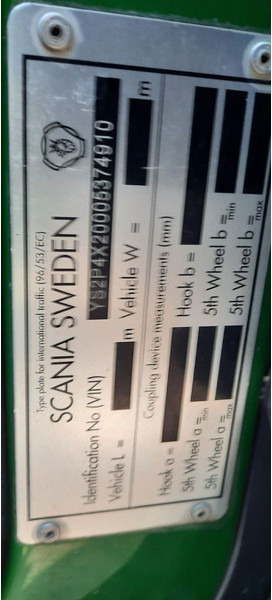 Type plate for international traffic (96/53/EC)
SCANIA SWEDEN
Identification No (VIN) YS2P4X20005374910
Vehicle L = m Vehicle W = m
Coupling device measurements (mm)
Hook a = Hook b =
5th Wheel a = min 5th Wheel b = min
5th Wheel a = max 5th Wheel b = max